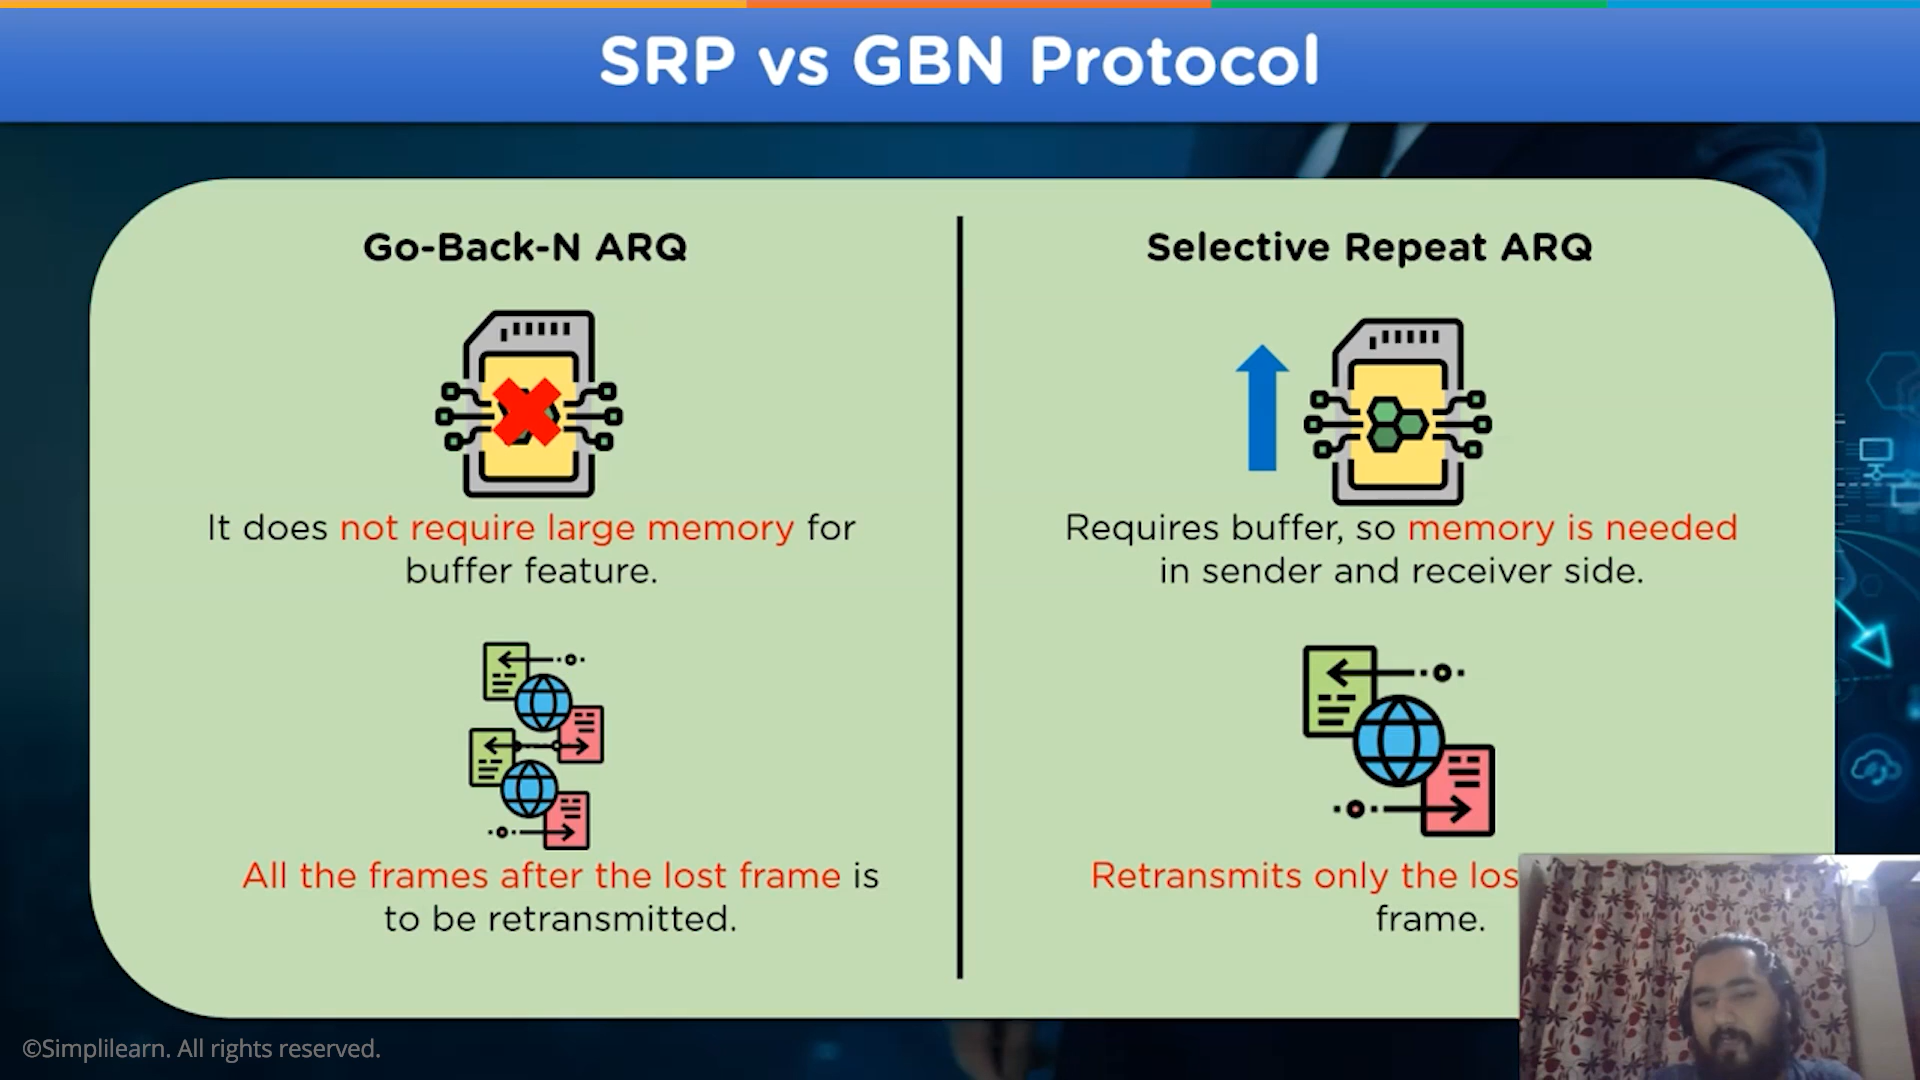 SRP vs GBN Protocol
Go-Back-N ARQ
It does not require large memory for
buffer feature.
All the frames after the lost frame is
to be retransmitted.
Selective Repeat ARQ
Requires buffer, so memory is needed
in sender and receiver side.
Retransmits only the los
frame.
©Simplilearn. All rights reserved.